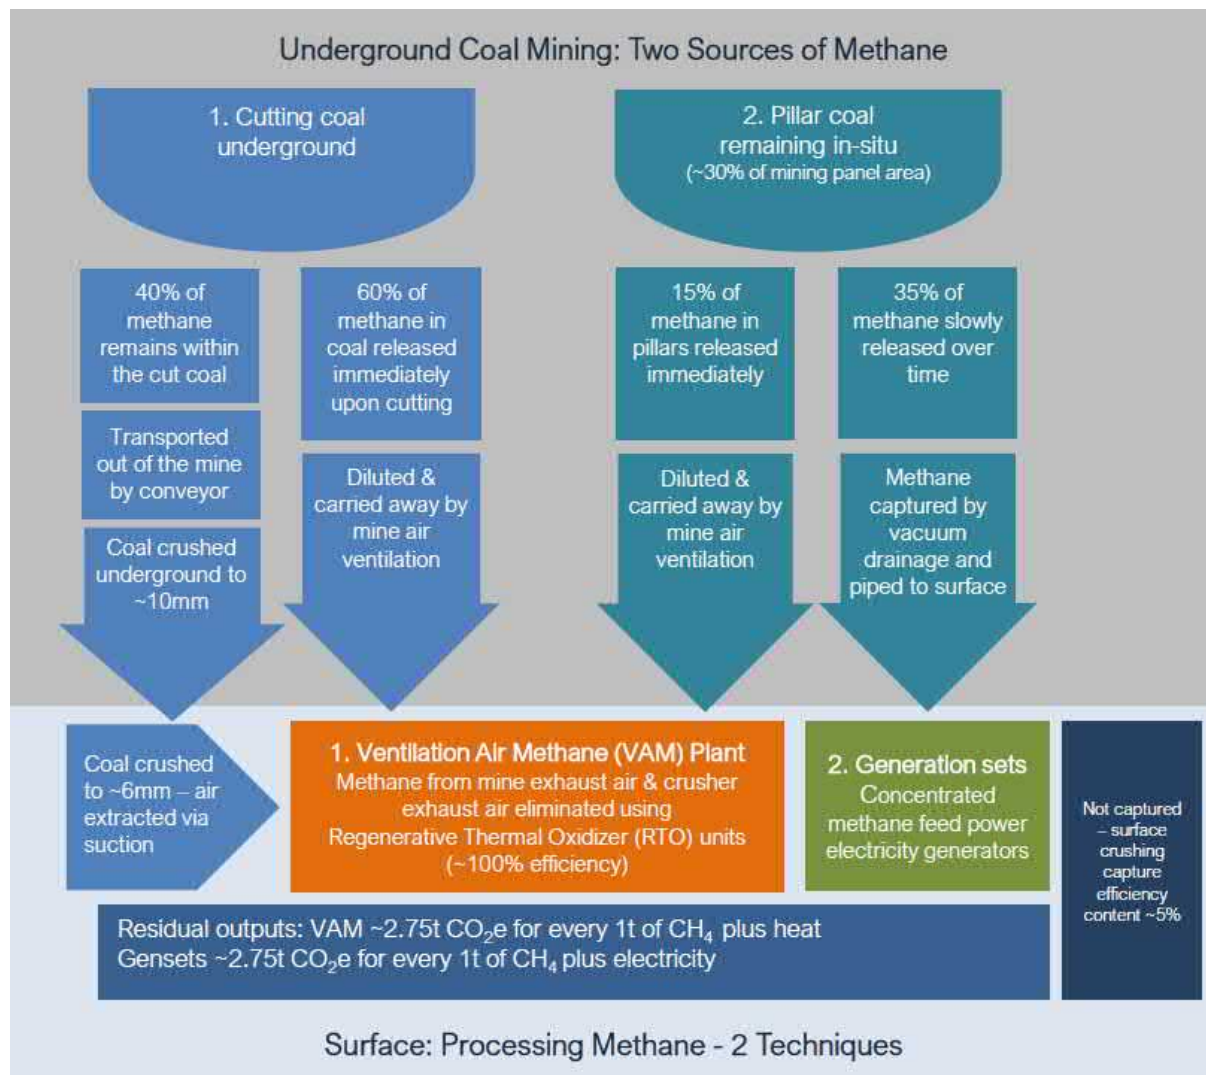 Underground Coal Mining: Two Sources of Methane
1. Cutting coal
underground
2. Pillar coal
remaining in-situ
(~30% of mining panel area)
40% of
methane
remains within
the cut coal
Transported
out of the mine
by conveyor
Coal crushed
underground to
~10mm
60% of
methane in
coal released
immediately
upon cutting
Diluted &
carried away by
mine air
ventilation
15% of
methane in
pillars released
immediately
Diluted &
carried away by
mine air
ventilation
35% of
methane slowly
released over
time
Methane
captured by
vacuum
drainage and
piped to surface
Coal crushed
to ~6mm – air
extracted via
suction
1. Ventilation Air Methane (VAM) Plant
Methane from mine exhaust air & crusher
exhaust air eliminated using
Regenerative Thermal Oxidizer (RTO) units
(~100% efficiency)
2. Generation sets
Concentrated
methane feed power
electricity generators
Not captured
– surface
crushing
capture
efficiency
content ~5%
Residual outputs: VAM ~2.75t CO₂e for every 1t of CH₄ plus heat
Gensets ~2.75t CO₂e for every 1t of CH₄ plus electricity
Surface: Processing Methane - 2 Techniques